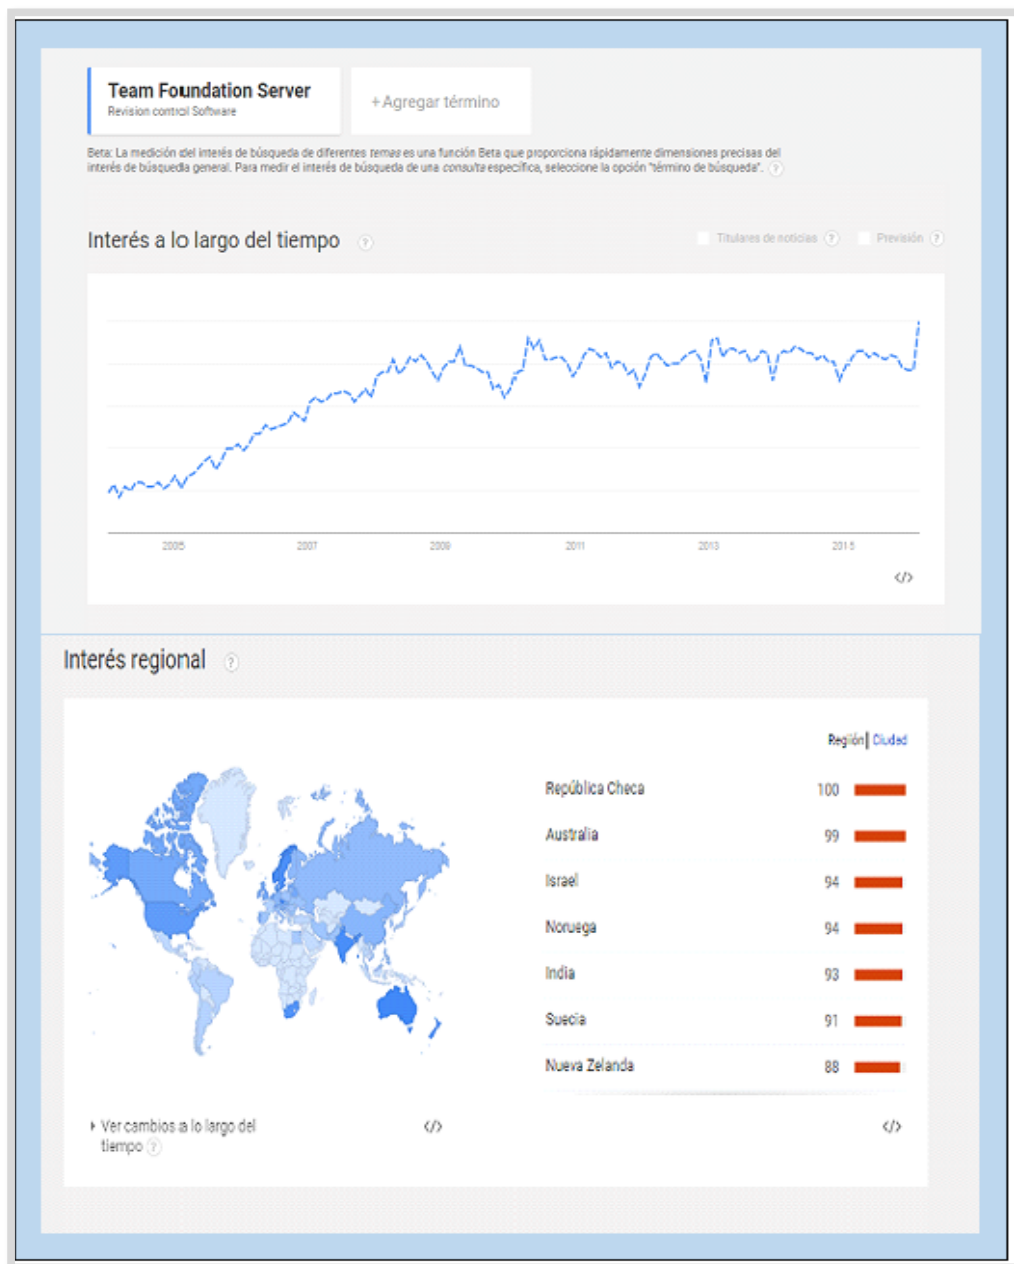 Team Foundation Server
Revision control Software
+Agregar término
Beta: La medición del interés de búsqueda de diferentes temas es una función Beta que proporciona rápidamente dimensiones precisas del
interés de búsqueda general. Para medir el interés de búsqueda de una consulta específica, seleccione la opción "término de búsqueda". ?
Interés a lo largo del tiempo ?
Titulares de noticias ? Previsión ?
2005 2007 2009 2011 2013 2015
</>
Interés regional ?
Región | Ciudad
República Checa 100
Australia 99
Israel 94
Noruega 94
India 93
Suecia 91
Nueva Zelanda 88
Ver cambios a lo largo del
tiempo ?
</> </>